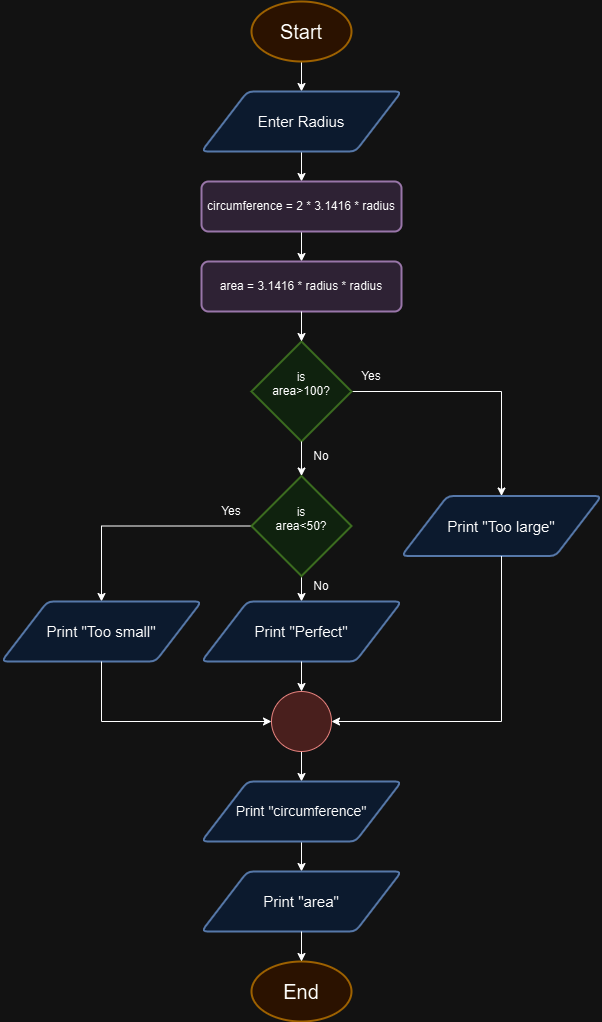 Start
Enter Radius
circumference = 2 * 3.1416 * radius
area = 3.1416 * radius * radius
is
area>100?
Yes
No
is
area<50?
Yes
No
Print "Too large"
Print "Too small"
Print "Perfect"
Print "circumference"
Print "area"
End